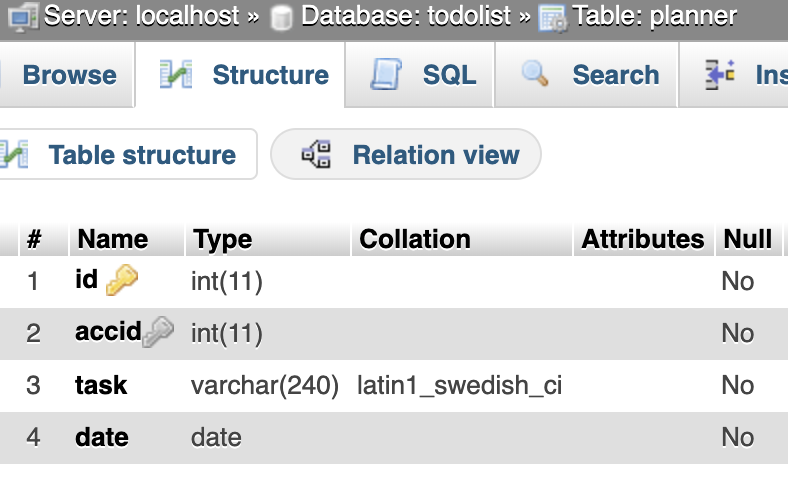 Server: localhost » Database: todolist » Table: planner
Browse Structure SQL Search
Table structure Relation view
# Name Type Collation Attributes Null
1 id int(11) No
2 accid int(11) No
3 task varchar(240) latin1_swedish_ci No
4 date date No